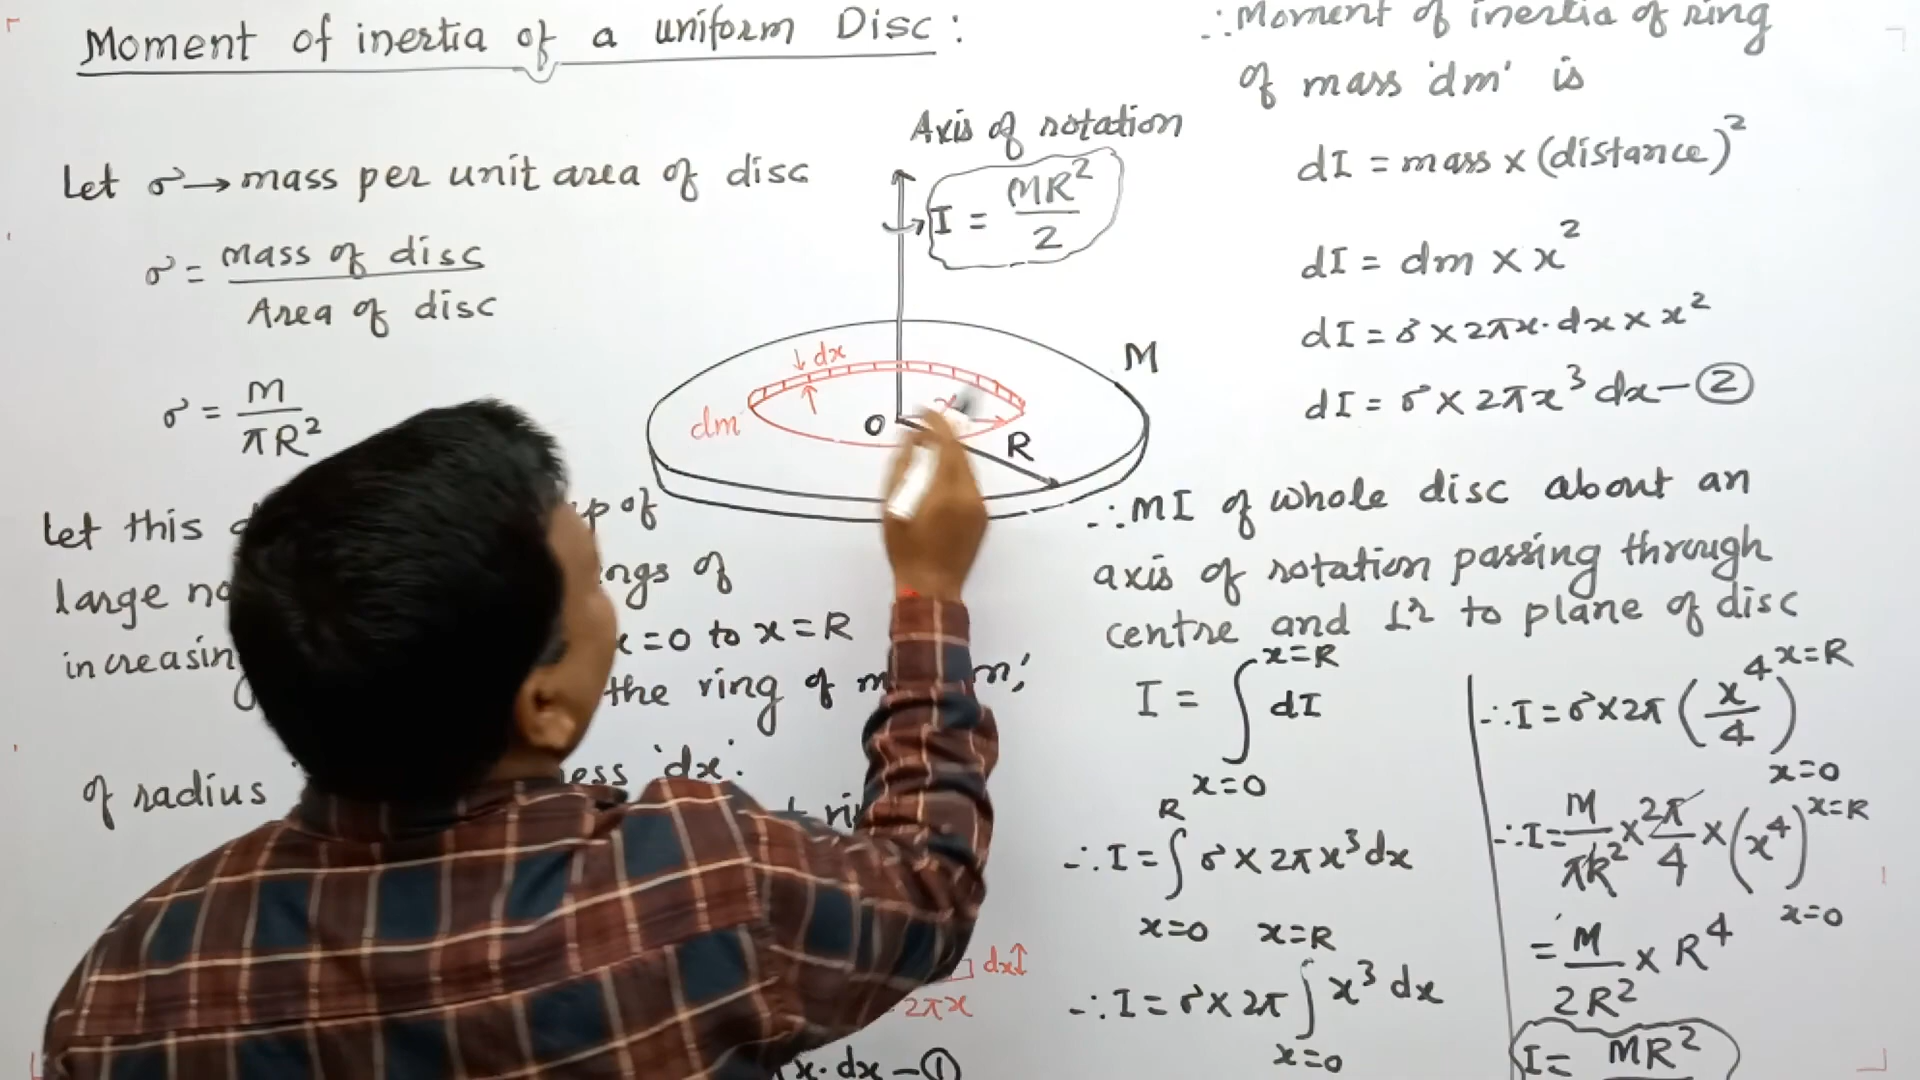 Moment of inertia of a uniform Disc :
Let σ → mass per unit area of disc
σ = mass of disc / Area of disc
σ = M / πR²
Let this
up of
large no
ngs of
increasing
x=0 to x=R
the ring of m
of radius
'dx'.
dx
2πx
x·dx – ①
Axis of rotation
I = MR² / 2
dx
dm
M
O
x
R
∴ Moment of inertia of ring
of mass 'dm' is
dI = mass × (distance)²
dI = dm × x²
dI = σ × 2πx·dx × x²
dI = σ × 2πx³ dx – ②
∴ MI of whole disc about an
axis of rotation passing through
centre and ⊥r to plane of disc
I = ∫ dI x=R x=0
∴ I = ∫ σ × 2πx³ dx R x=0
∴ I = σ × 2π ∫ x³ dx x=R x=0
∴ I = σ × 2π (x⁴/4) x=R x=0
∴ I = M/πR² × 2π/4 × (x⁴) x=R x=0
= M/2R² × R⁴
I = MR²